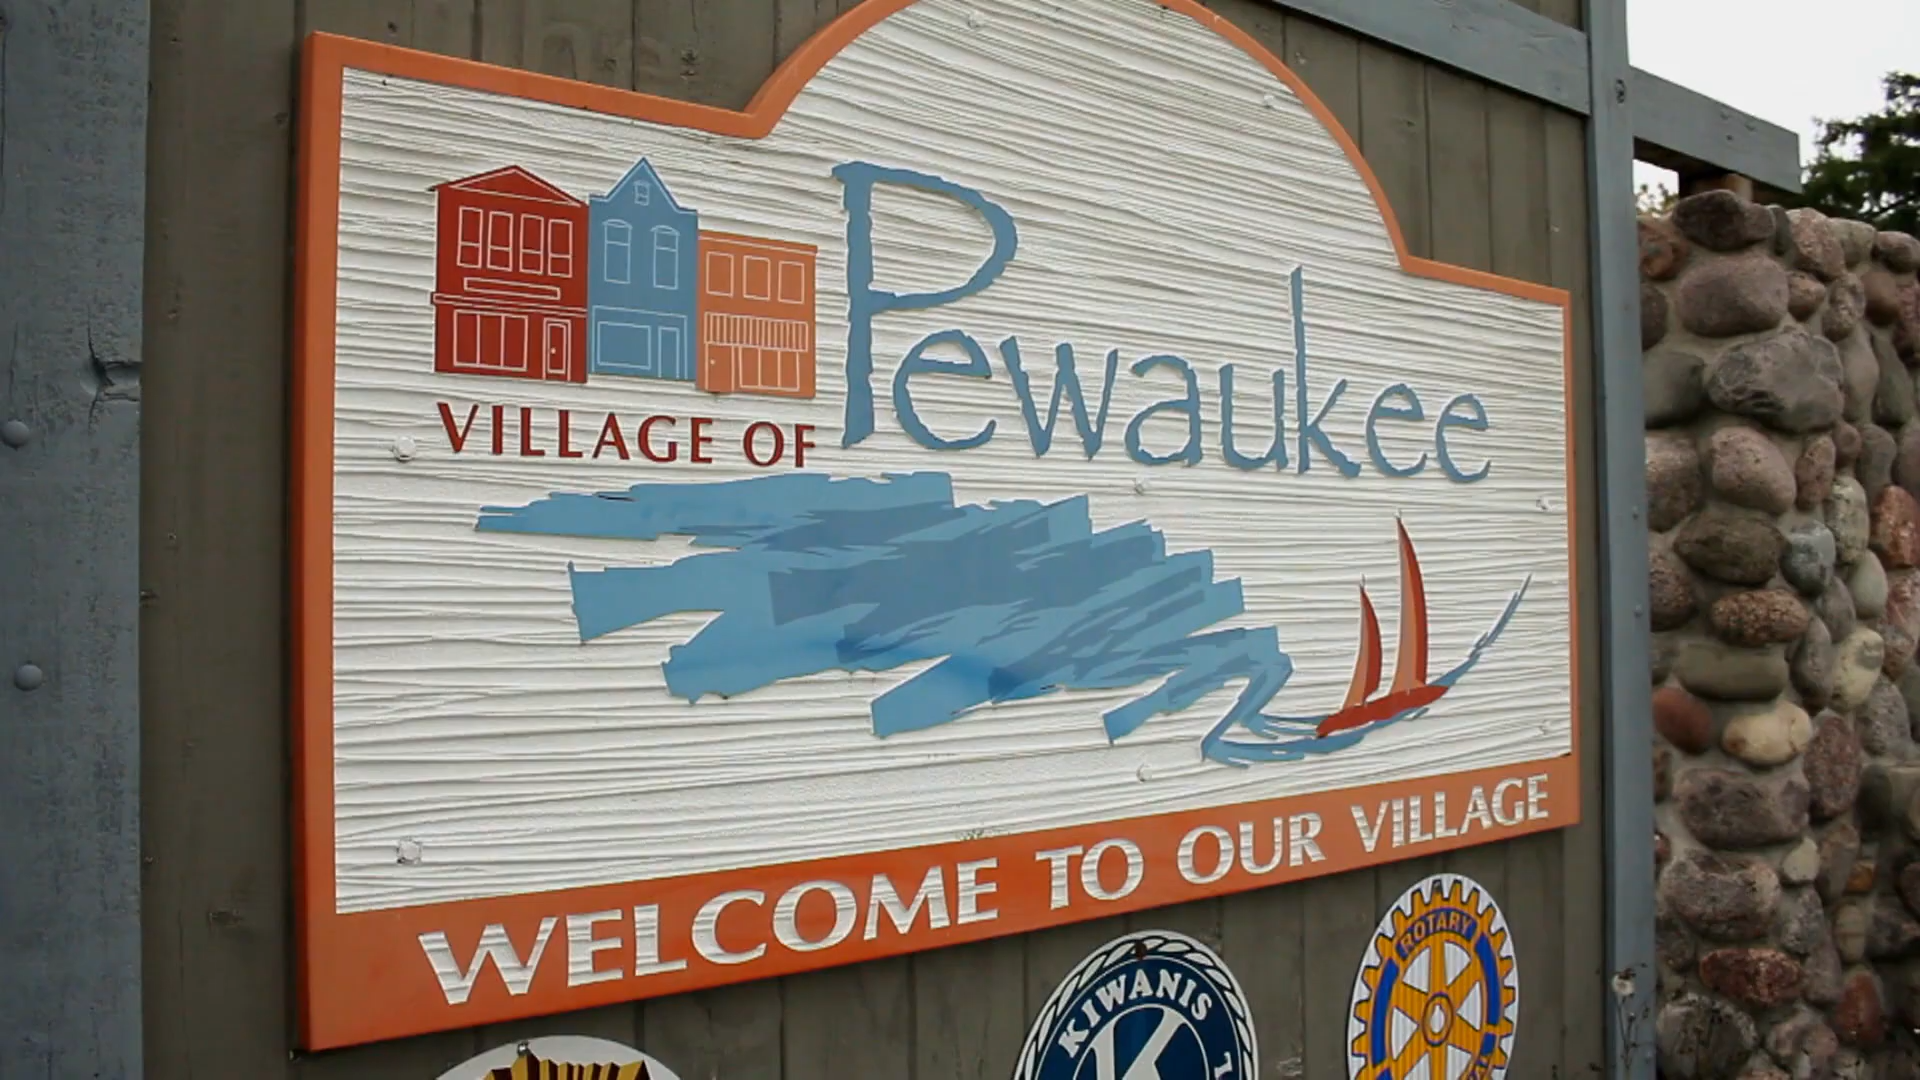 VILLAGE OF
Pewaukee
WELCOME TO OUR VILLAGE
KIWANIS
K
ROTARY